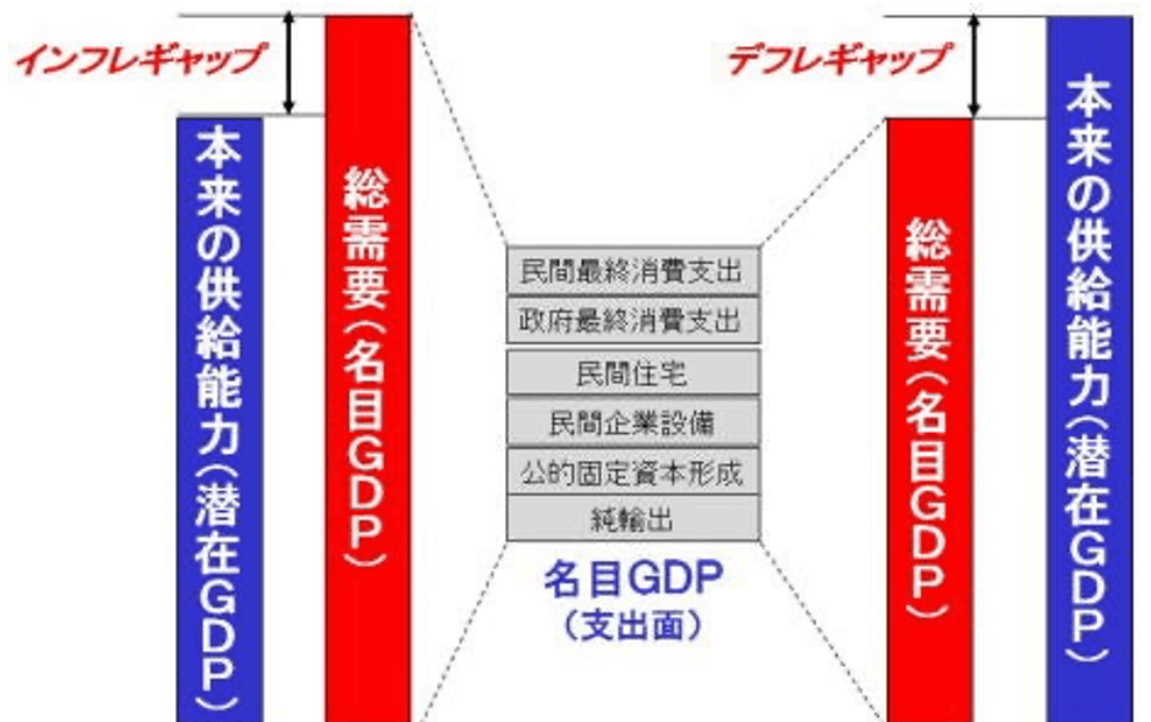 インフレギャップ
本来の供給能力(潜在GDP)
総需要(名目GDP)
民間最終消費支出
政府最終消費支出
民間住宅
民間企業設備
公的固定資本形成
純輸出
名目GDP
(支出面)
デフレギャップ
総需要(名目GDP)
本来の供給能力(潜在GDP)